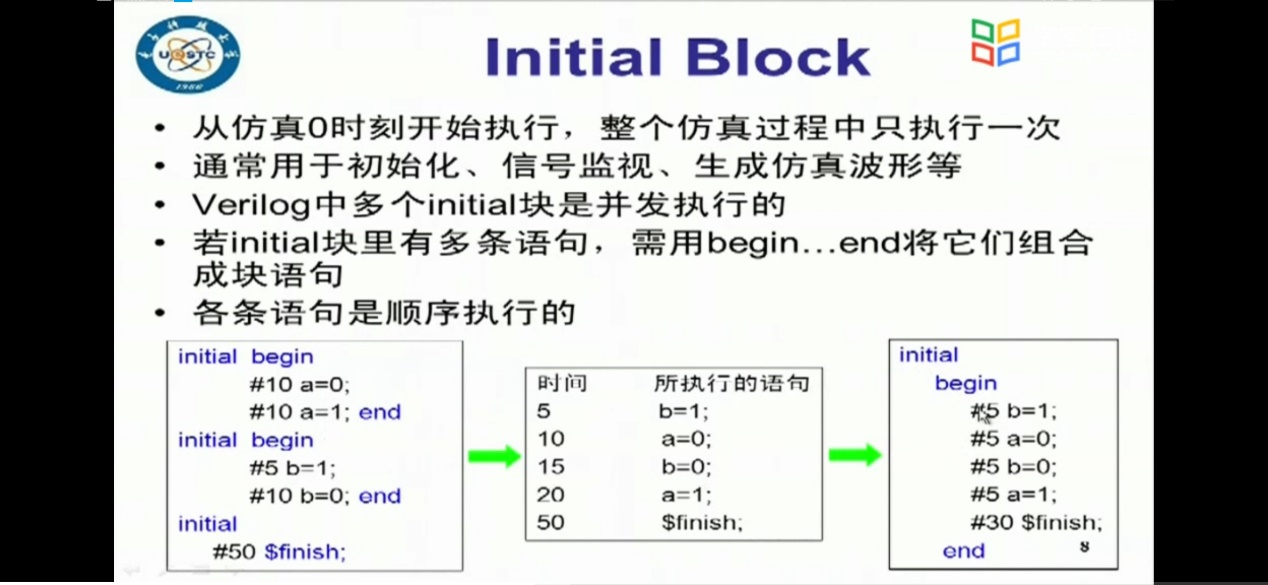 UESTC
1956
Initial Block
• 从仿真0时刻开始执行，整个仿真过程中只执行一次
• 通常用于初始化、信号监视、生成仿真波形等
• Verilog中多个initial块是并发执行的
• 若initial块里有多条语句，需用begin...end将它们组合
成块语句
• 各条语句是顺序执行的
initial begin
#10 a=0;
#10 a=1; end
initial begin
#5 b=1;
#10 b=0; end
initial
#50 $finish;
时间 所执行的语句
5 b=1;
10 a=0;
15 b=0;
20 a=1;
50 $finish;
initial
begin
#5 b=1;
#5 a=0;
#5 b=0;
#5 a=1;
#30 $finish;
end
8